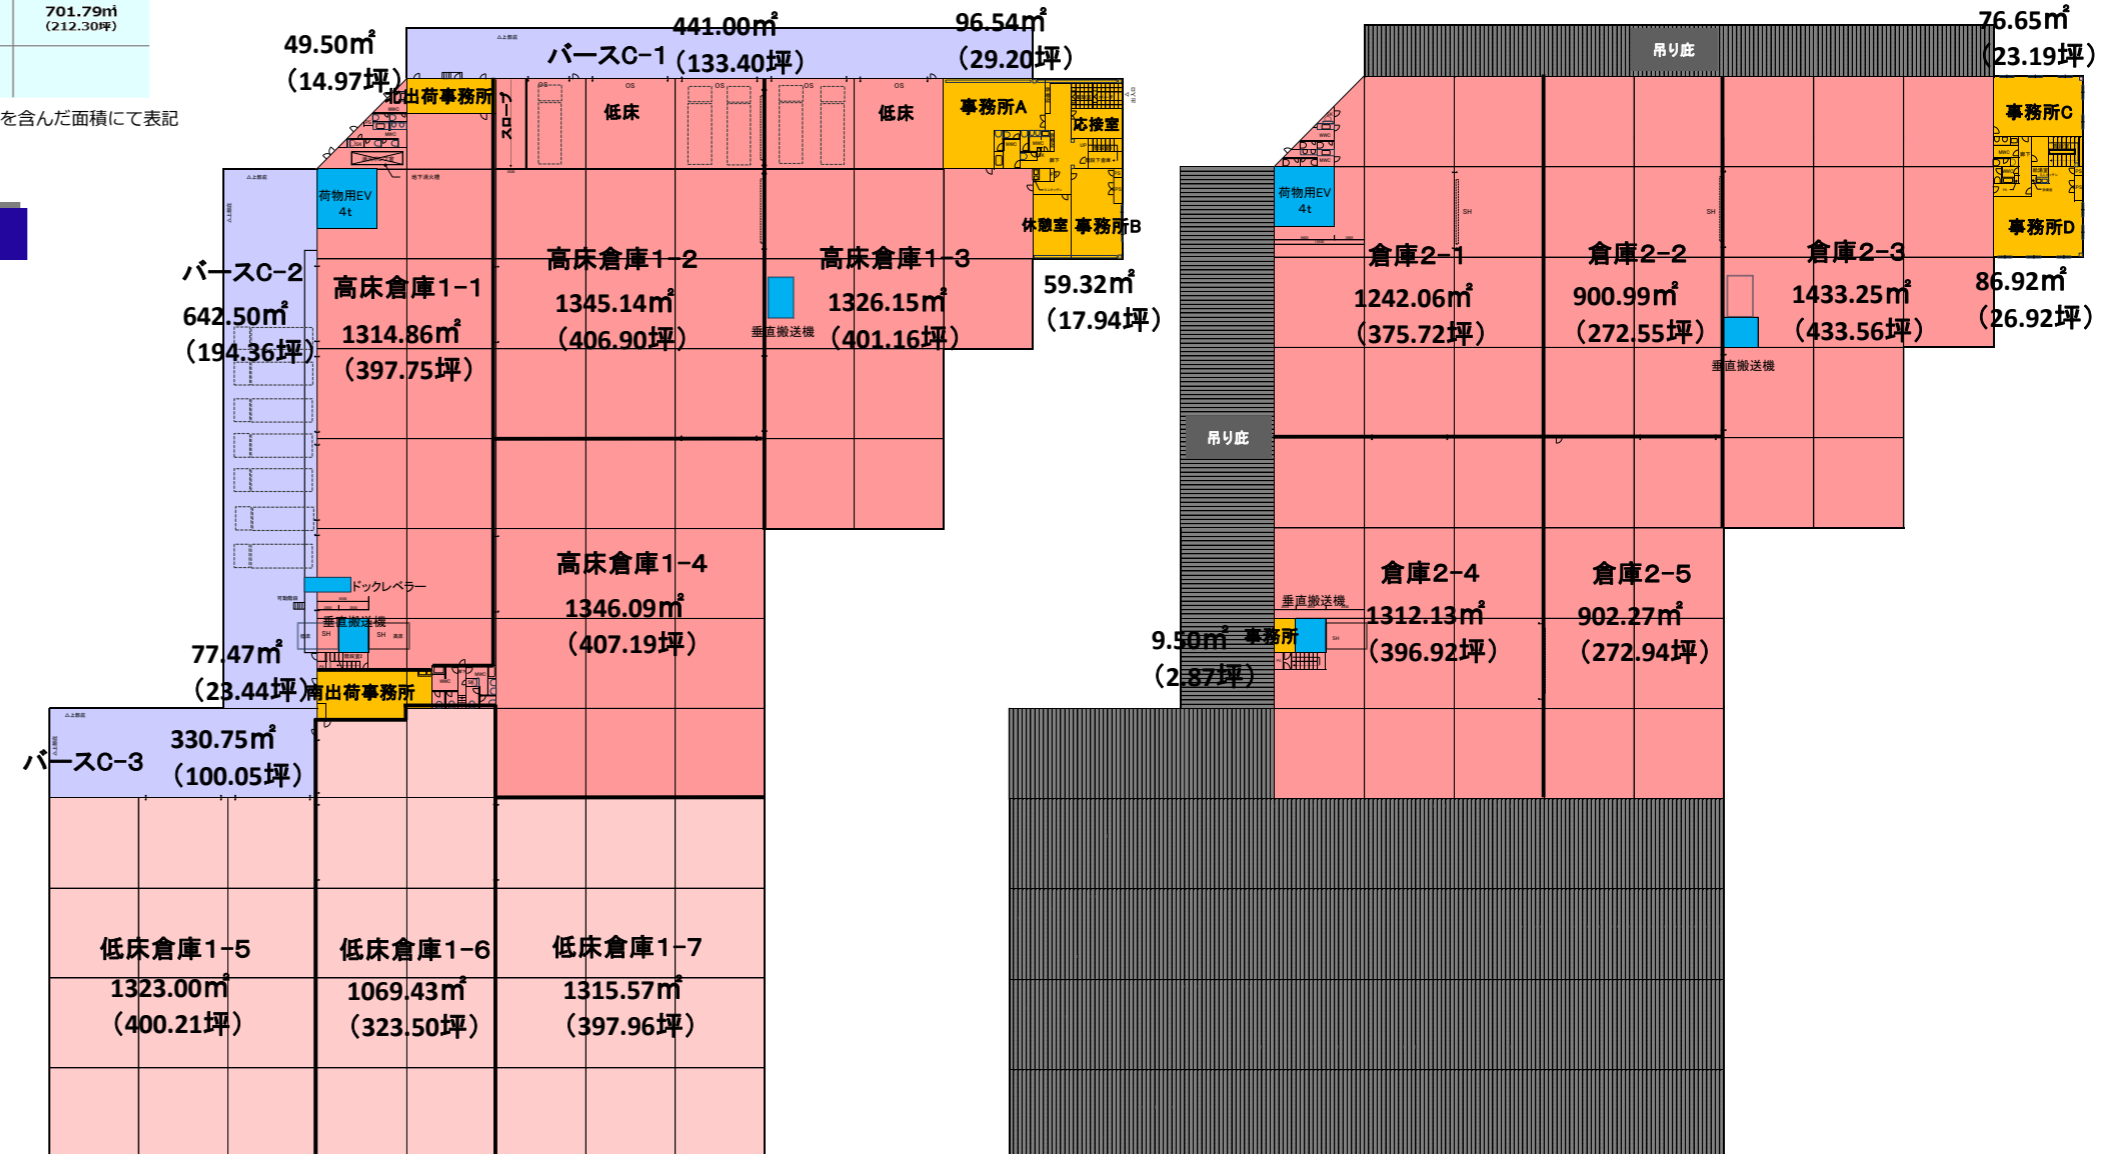 701.79㎡
(212.30坪)
を含んだ面積にて表記
49.50㎡
（14.97坪）
バースC-1
441.00㎡
（133.40坪）
96.54㎡
（29.20坪）
北出荷事務所
スロープ
OS
OS
OS
OS
OS
低床
低床
事務所A
応接室
荷物用EV
4t
地下消火槽
休憩室
事務所B
バースC-2
642.50㎡
（194.36坪）
高床倉庫1-1
1314.86㎡
（397.75坪）
高床倉庫1-2
1345.14㎡
（406.90坪）
高床倉庫1-3
1326.15㎡
（401.16坪）
垂直搬送機
59.32㎡
（17.94坪）
高床倉庫1-4
1346.09㎡
（407.19坪）
ドックレベラー
垂直搬送機
SH
SH
77.47㎡
（23.44坪）
南出荷事務所
バースC-3
330.75㎡
（100.05坪）
低床倉庫1-5
1323.00㎡
（400.21坪）
低床倉庫1-6
1069.43㎡
（323.50坪）
低床倉庫1-7
1315.57㎡
（397.96坪）
吊り庇
76.65㎡
（23.19坪）
事務所C
事務所D
86.92㎡
（26.92坪）
荷物用EV
4t
SH
SH
倉庫2-1
1242.06㎡
（375.72坪）
倉庫2-2
900.99㎡
（272.55坪）
倉庫2-3
1433.25㎡
（433.56坪）
垂直搬送機
吊り庇
倉庫2-4
1312.13㎡
（396.92坪）
倉庫2-5
902.27㎡
（272.94坪）
垂直搬送機
事務所
SH
9.50㎡
（2.87坪）